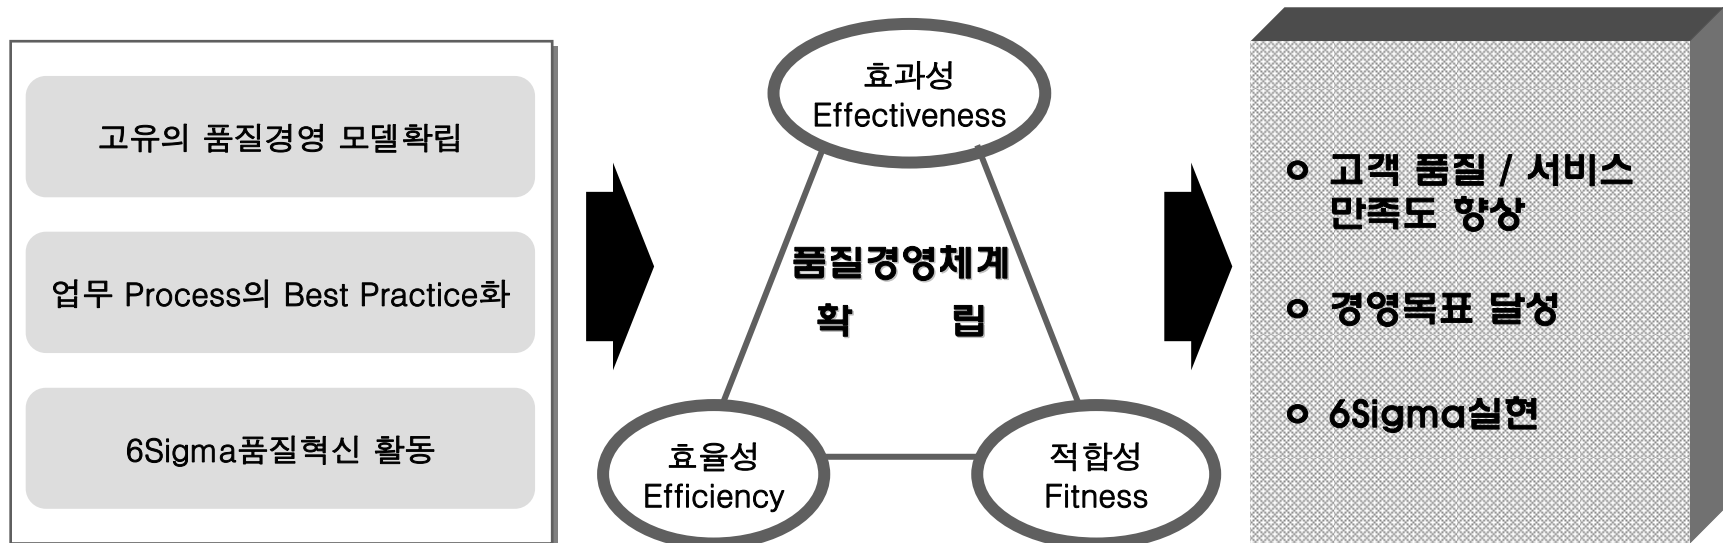 고유의 품질경영 모델확립
업무 Process의 Best Practice화
6Sigma품질혁신 활동
효과성
Effectiveness
품질경영체계
확 립
효율성
Efficiency
적합성
Fitness
o 고객 품질 / 서비스
만족도 향상
o 경영목표 달성
o 6Sigma실현